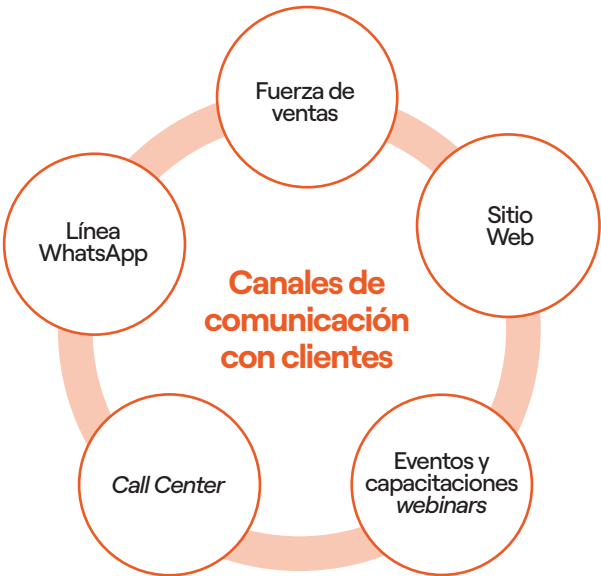 Fuerza de
ventas
Sitio
Web
Línea
WhatsApp
Canales de
comunicación
con clientes
Eventos y
capacitaciones
webinars
Call Center